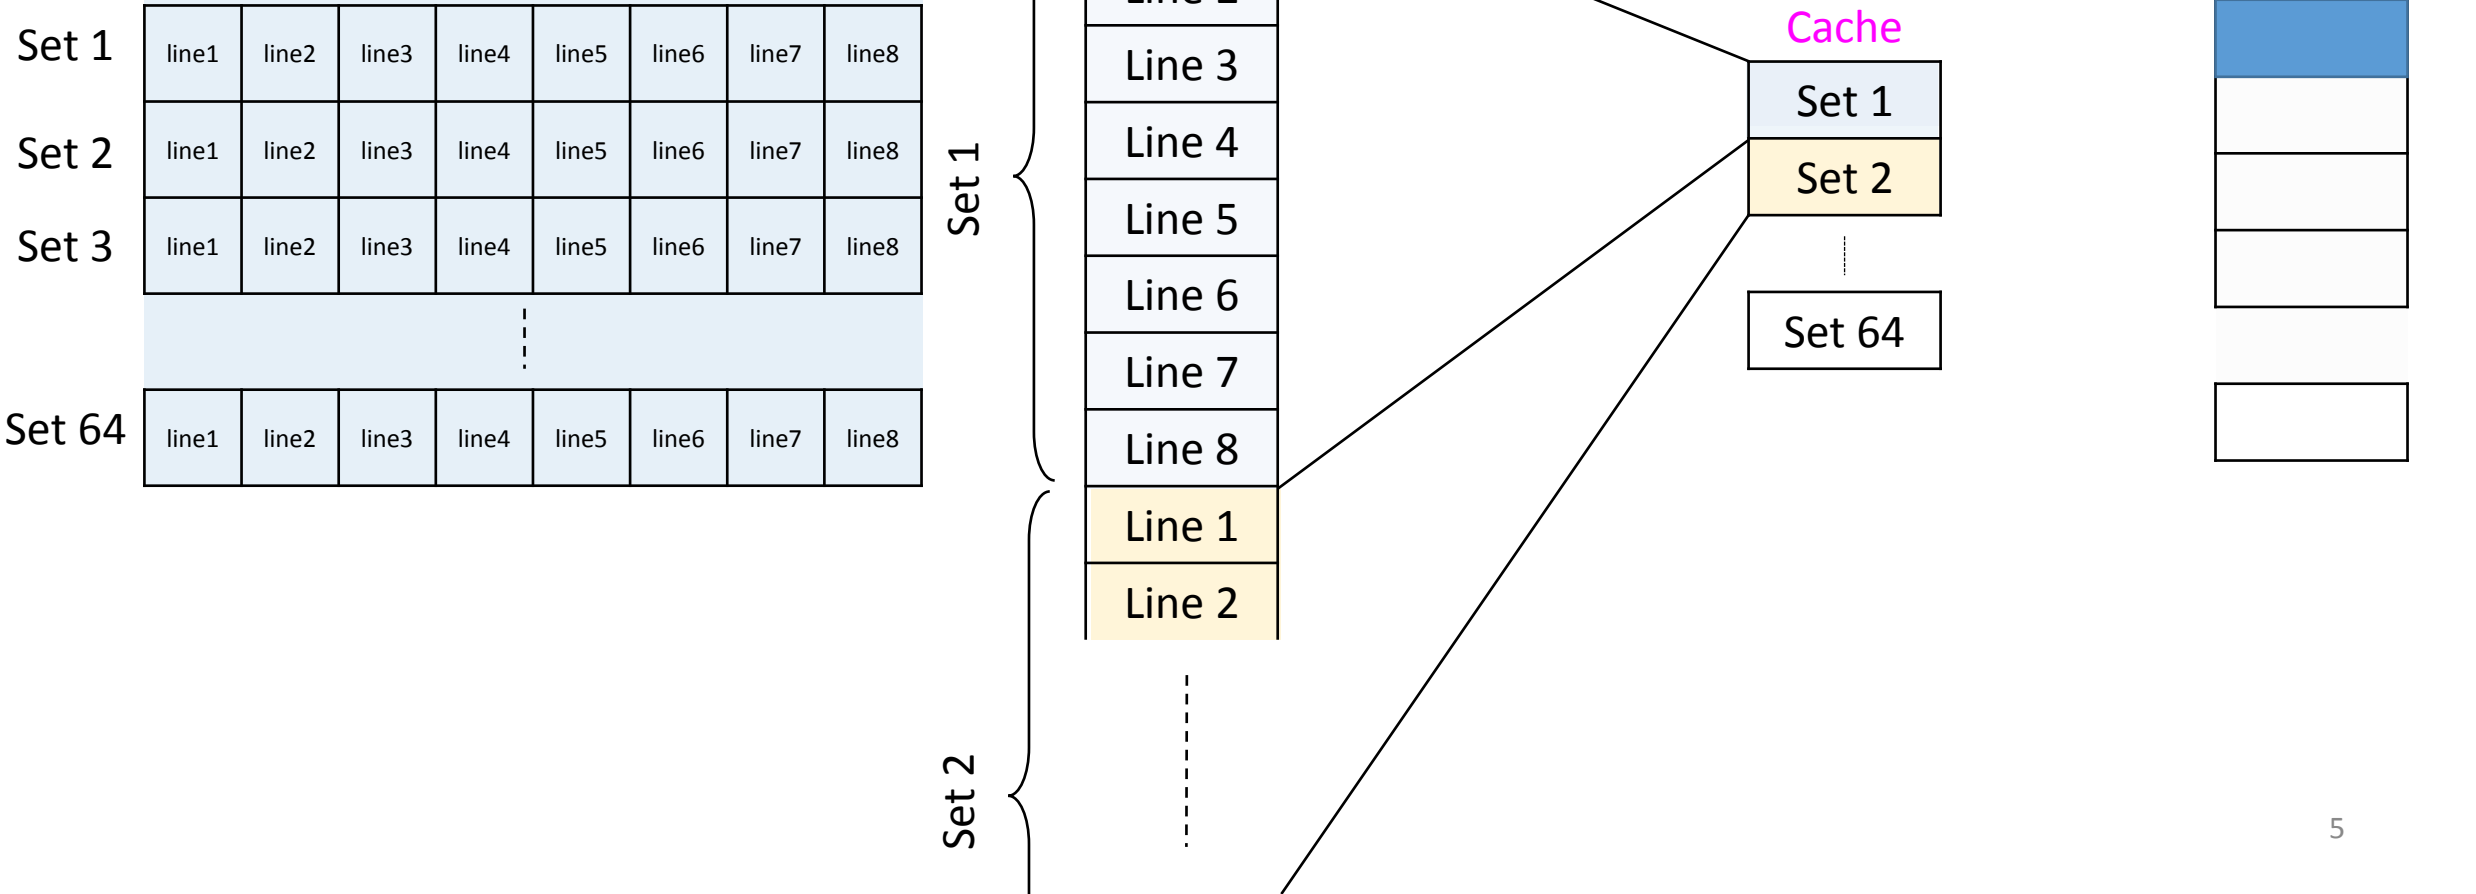 Set 1
line1 line2 line3 line4 line5 line6 line7 line8
Set 2
line1 line2 line3 line4 line5 line6 line7 line8
Set 3
line1 line2 line3 line4 line5 line6 line7 line8
Set 64
line1 line2 line3 line4 line5 line6 line7 line8
Set 1
Line 3
Line 4
Line 5
Line 6
Line 7
Line 8
Set 2
Line 1
Line 2
Cache
Set 1
Set 2
Set 64
5